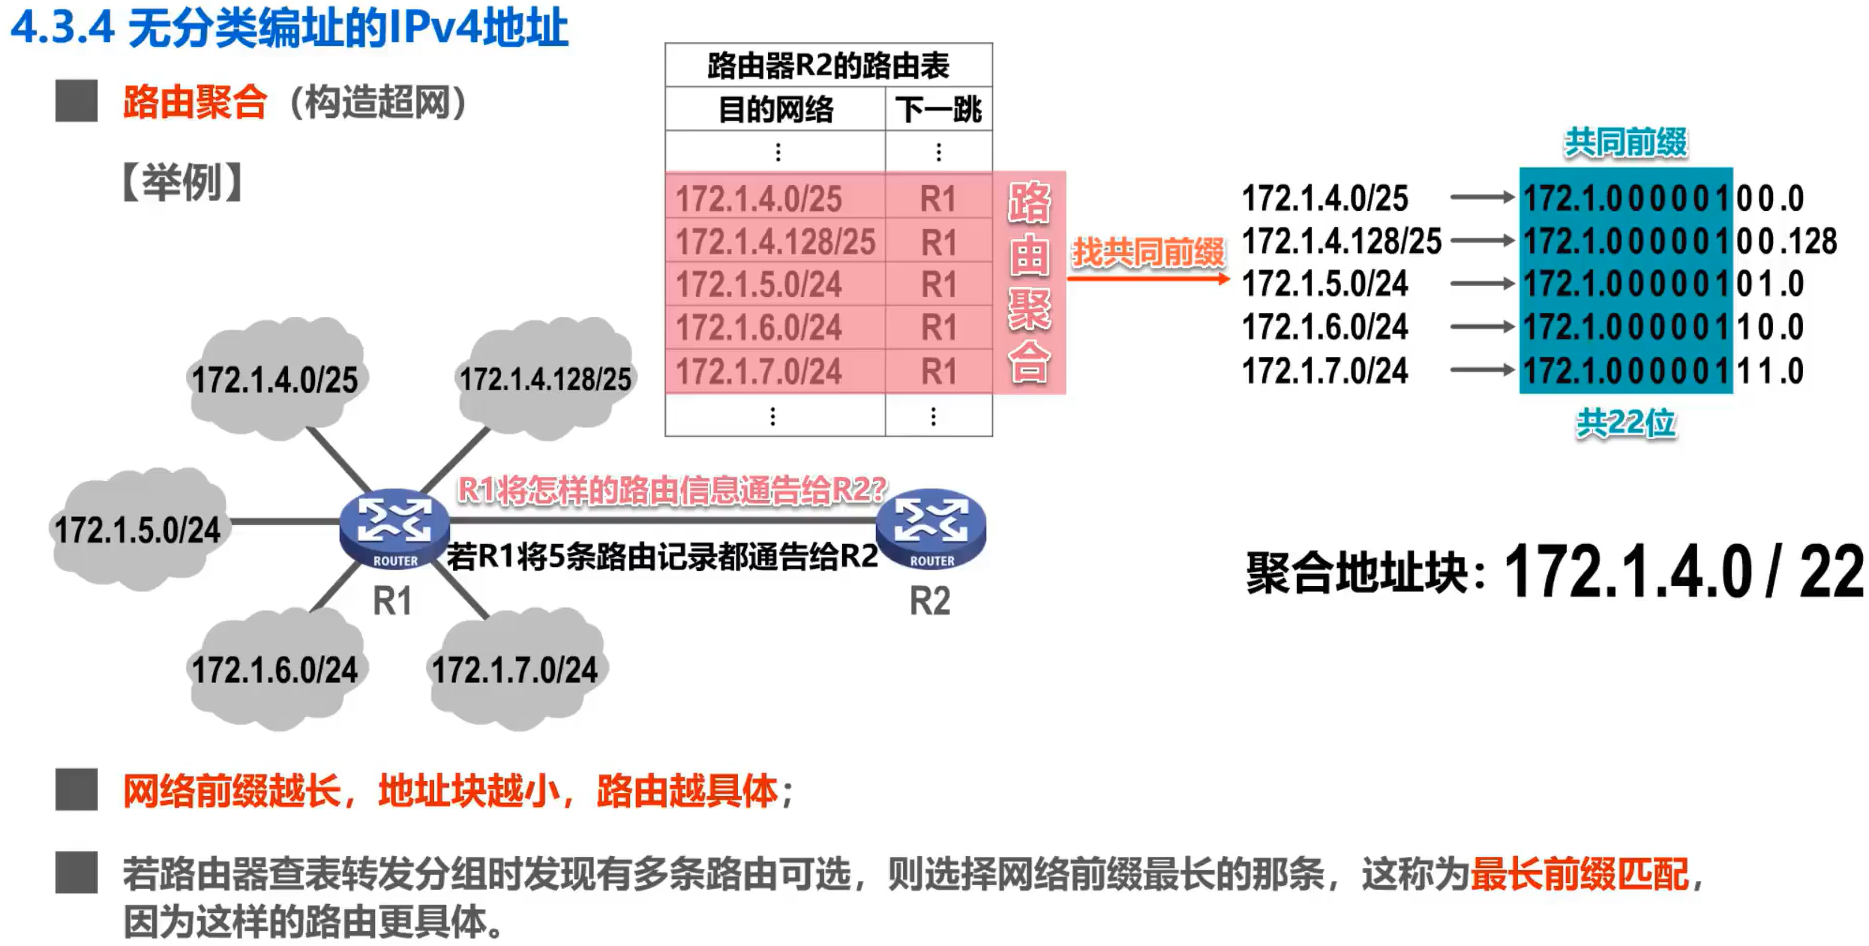 4.3.4 无分类编址的IPv4地址
路由聚合（构造超网）
【举例】
路由器R2的路由表
目的网络 下一跳
⋮ ⋮
172.1.4.0/25 R1
172.1.4.128/25 R1
172.1.5.0/24 R1
172.1.6.0/24 R1
172.1.7.0/24 R1
⋮ ⋮
路由聚合
找共同前缀
共同前缀
172.1.4.0/25 172.1.00000100.0
172.1.4.128/25 172.1.00000100.128
172.1.5.0/24 172.1.00000101.0
172.1.6.0/24 172.1.00000110.0
172.1.7.0/24 172.1.00000111.0
共22位
172.1.4.0/25
172.1.4.128/25
172.1.5.0/24
172.1.6.0/24
172.1.7.0/24
R1将怎样的路由信息通告给R2?
若R1将5条路由记录都通告给R2
ROUTER
R1
ROUTER
R2
聚合地址块：172.1.4.0 / 22
网络前缀越长，地址块越小，路由越具体；
若路由器查表转发分组时发现有多条路由可选，则选择网络前缀最长的那条，这称为最长前缀匹配，
因为这样的路由更具体。